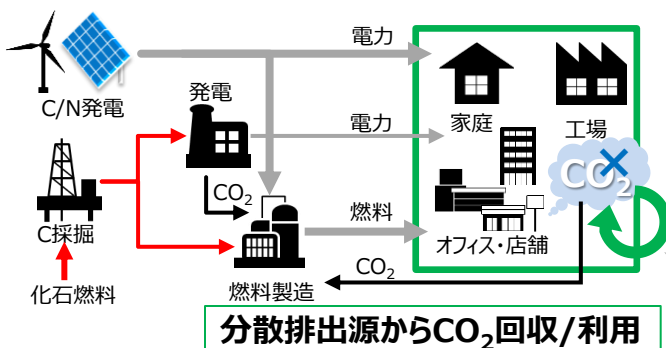 電力
C/N発電
発電
電力
家庭
工場
CO2
CO2
C採掘
燃料
オフィス・店舗
CO2
化石燃料
燃料製造
分散排出源からCO2回収/利用